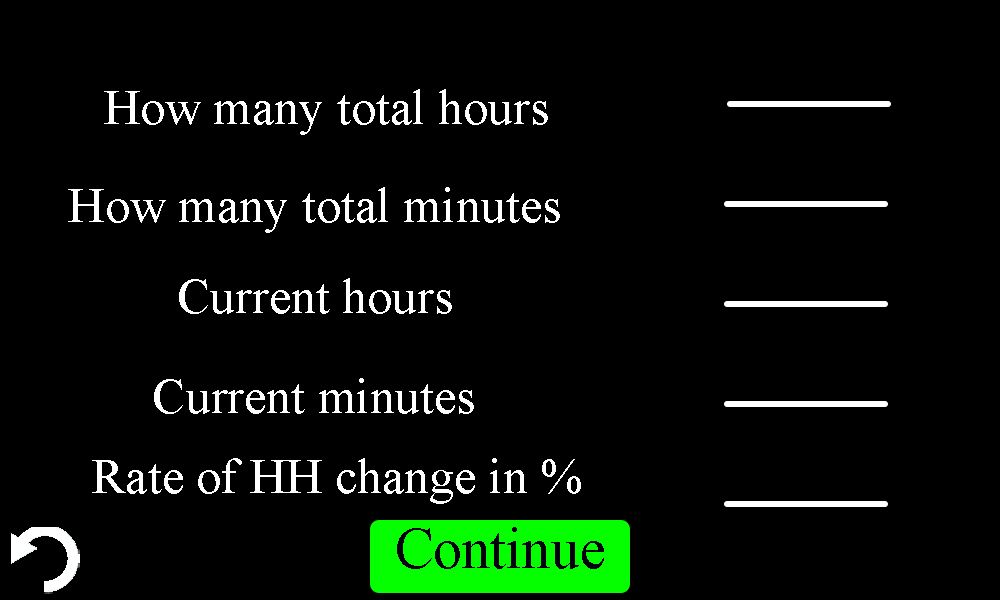 How many total hours
How many total minutes
Current hours
Current minutes
Rate of HH change in %
Continue